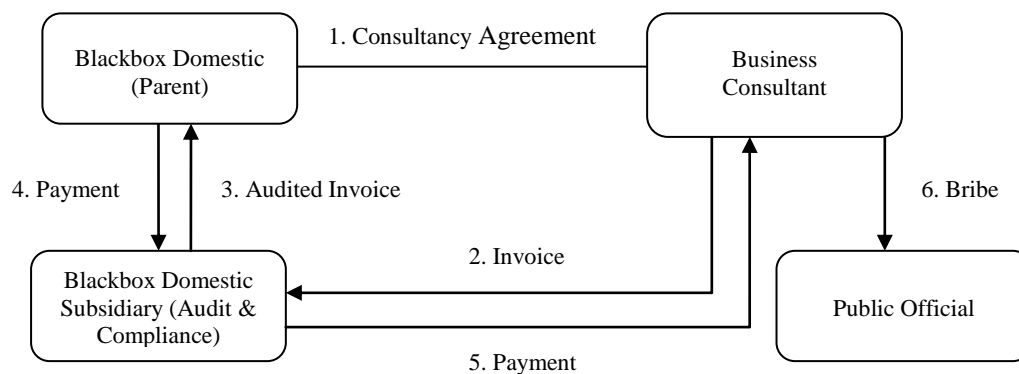 1. Consultancy Agreement
Blackbox Domestic
(Parent)
Business
Consultant
4. Payment
3. Audited Invoice
6. Bribe
2. Invoice
Blackbox Domestic
Subsidiary (Audit &
Compliance)
Public Official
5. Payment